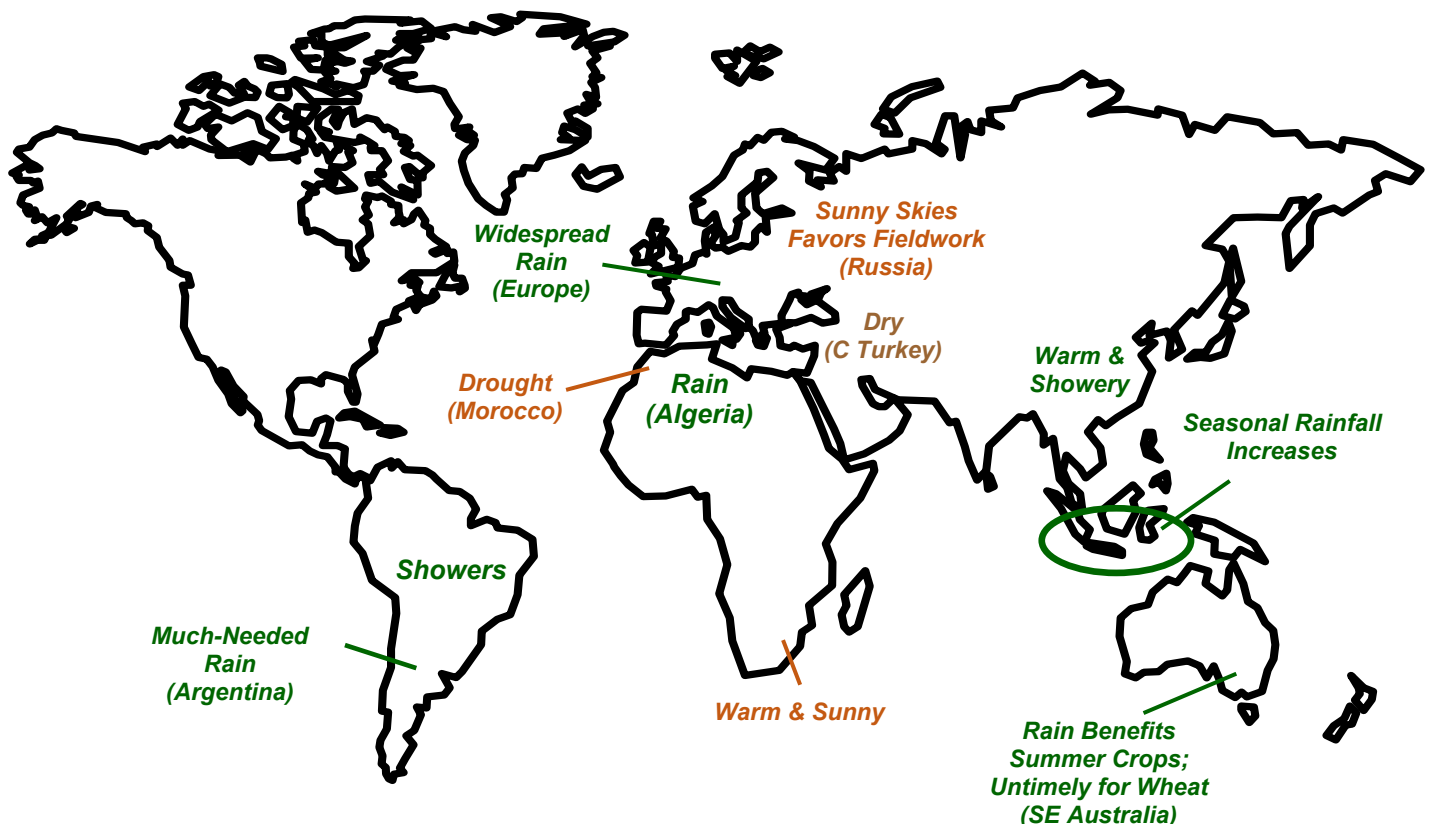 Sunny Skies
Favors Fieldwork
(Russia)
Widespread
Rain
(Europe)
Dry
(C Turkey)
Warm &
Showery
Drought
(Morocco)
Rain
(Algeria)
Seasonal Rainfall
Increases
Showers
Much-Needed
Rain
(Argentina)
Warm & Sunny
Rain Benefits
Summer Crops;
Untimely for Wheat
(SE Australia)